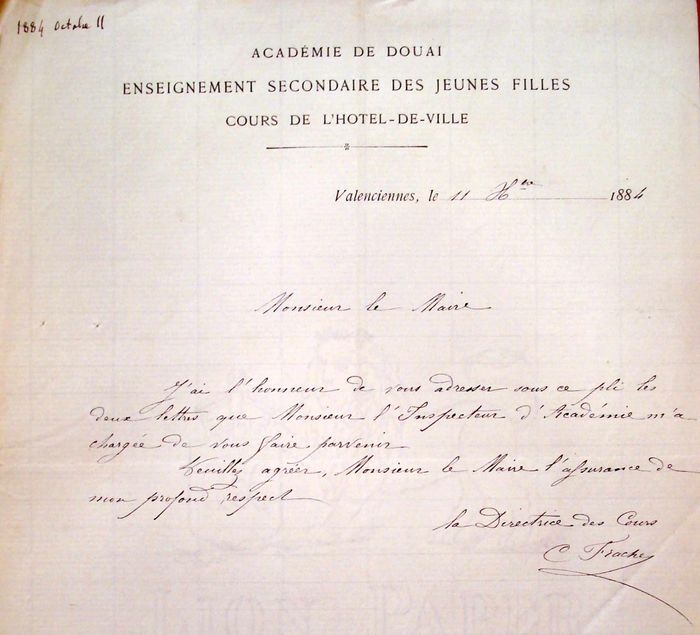 1884 Octobre 11
ACADÉMIE DE DOUAI
ENSEIGNEMENT SECONDAIRE DES JEUNES FILLES
COURS DE L'HOTEL-DE-VILLE
Valenciennes, le 11 1884
Monsieur le Maire
J'ai l'honneur de vous adresser sous ce pli les
deux lettres que Monsieur l'Inspecteur d'Académie m'a
chargée de vous faire parvenir
Veuillez agréer, Monsieur le Maire l'assurance de
mon profond respect
la Directrice des Cours
C